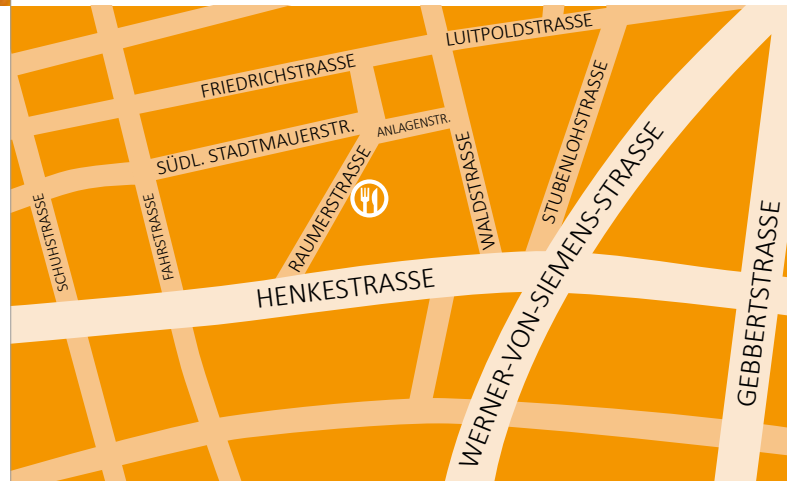 LUITPOLDSTRASSE
FRIEDRICHSTRASSE
ANLAGENSTR.
SÜDL. STADTMAUERSTR.
STUBENLOHSTRASSE
RAUMERSTRASSE
WALDSTRASSE
SCHUHSTRASSE
FAHRSTRASSE
HENKESTRASSE
WERNER-VON-SIEMENS-STRASSE
GEBBERTSTRASSE